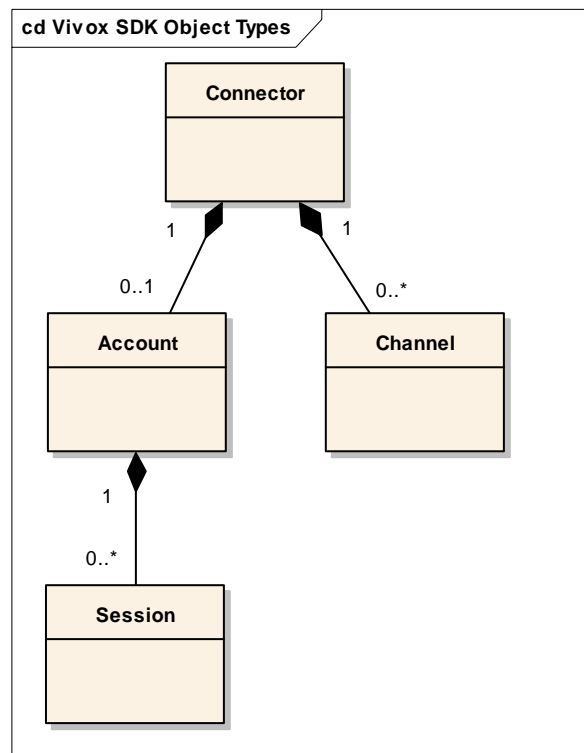 cd Vivox SDK Object Types
Connector
1
1
0..1
0..*
Account
Channel
1
0..*
Session